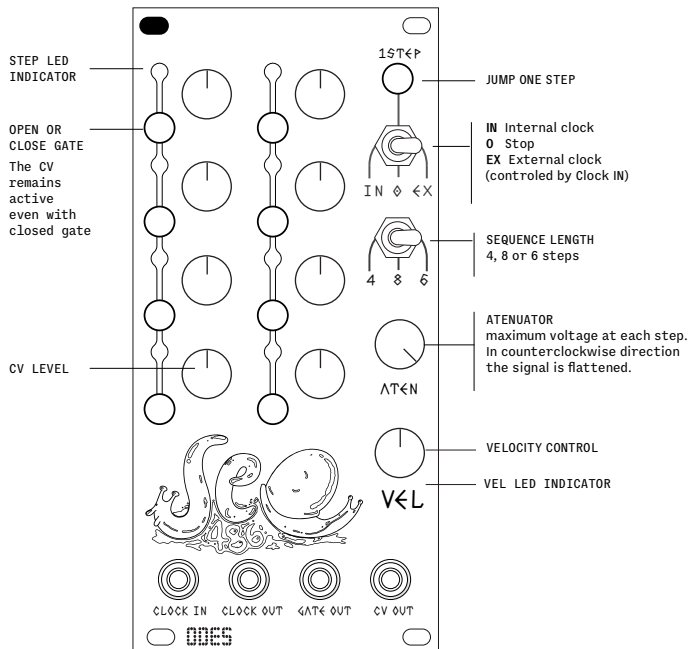 STEP LED
INDICATOR
OPEN OR
CLOSE GATE
The CV
remains
active
even with
closed gate
CV LEVEL
1STEP
IN 0 EX
4 8 6
ATEN
VEL
JUMP ONE STEP
IN Internal clock
O Stop
EX External clock
(controled by Clock IN)
SEQUENCE LENGTH
4, 8 or 6 steps
ATENUATOR
maximum voltage at each step.
In counterclockwise direction
the signal is flattened.
VELOCITY CONTROL
VEL LED INDICATOR
SEQ
486
CLOCK IN CLOCK OUT GATE OUT CV OUT
ODES